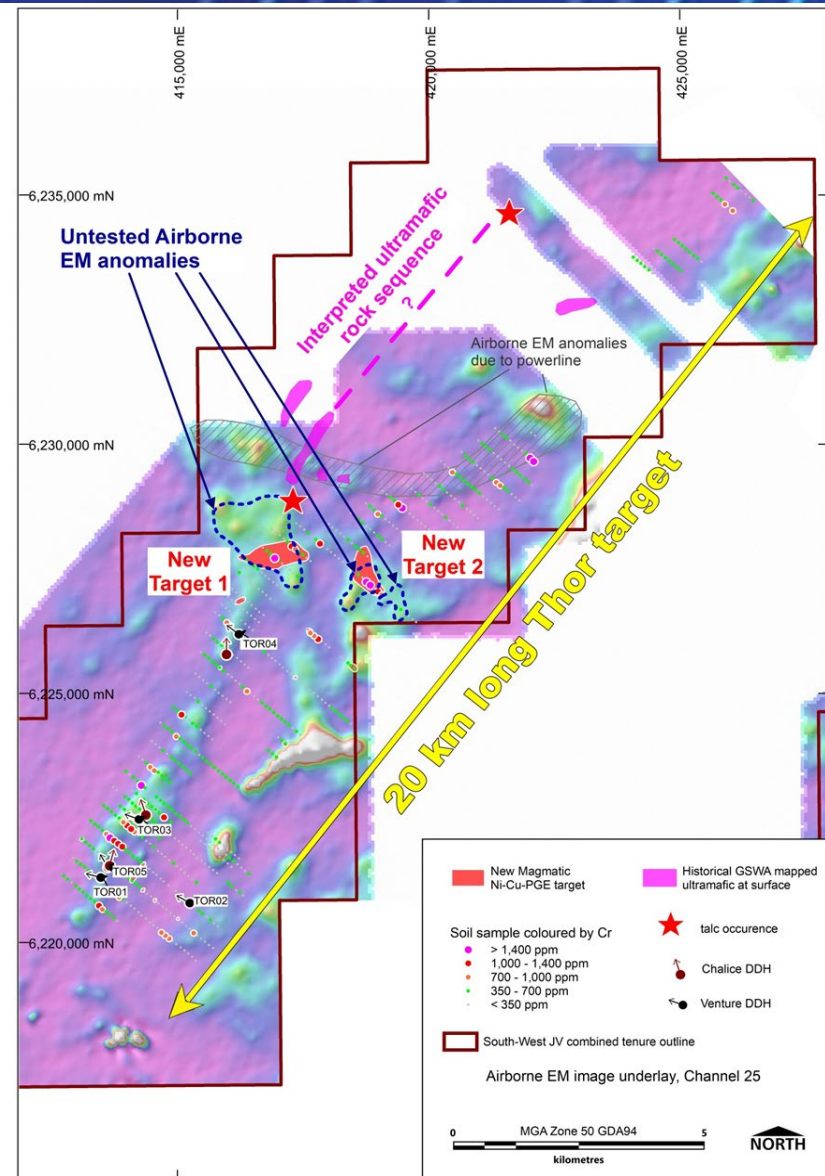 415,000 mE
420,000 mE
425,000 mE
6,235,000 mN
Untested Airborne
EM anomalies
Interpreted ultramafic
rock sequence
?
Airborne EM anomalies
due to powerline
6,230,000 mN
New
Target 1
New
Target 2
20 km long Thor target
TOR04
6,225,000 mN
TOR03
TOR05
TOR01
TOR02
6,220,000 mN
New Magmatic
Ni-Cu-PGE target
Historical GSWA mapped
ultramafic at surface
Soil sample coloured by Cr
> 1,400 ppm
1,000 - 1,400 ppm
700 - 1,000 ppm
350 - 700 ppm
< 350 ppm
talc occurence
Chalice DDH
Venture DDH
South-West JV combined tenure outline
Airborne EM image underlay, Channel 25
0
MGA Zone 50 GDA94
5
kilometres
NORTH